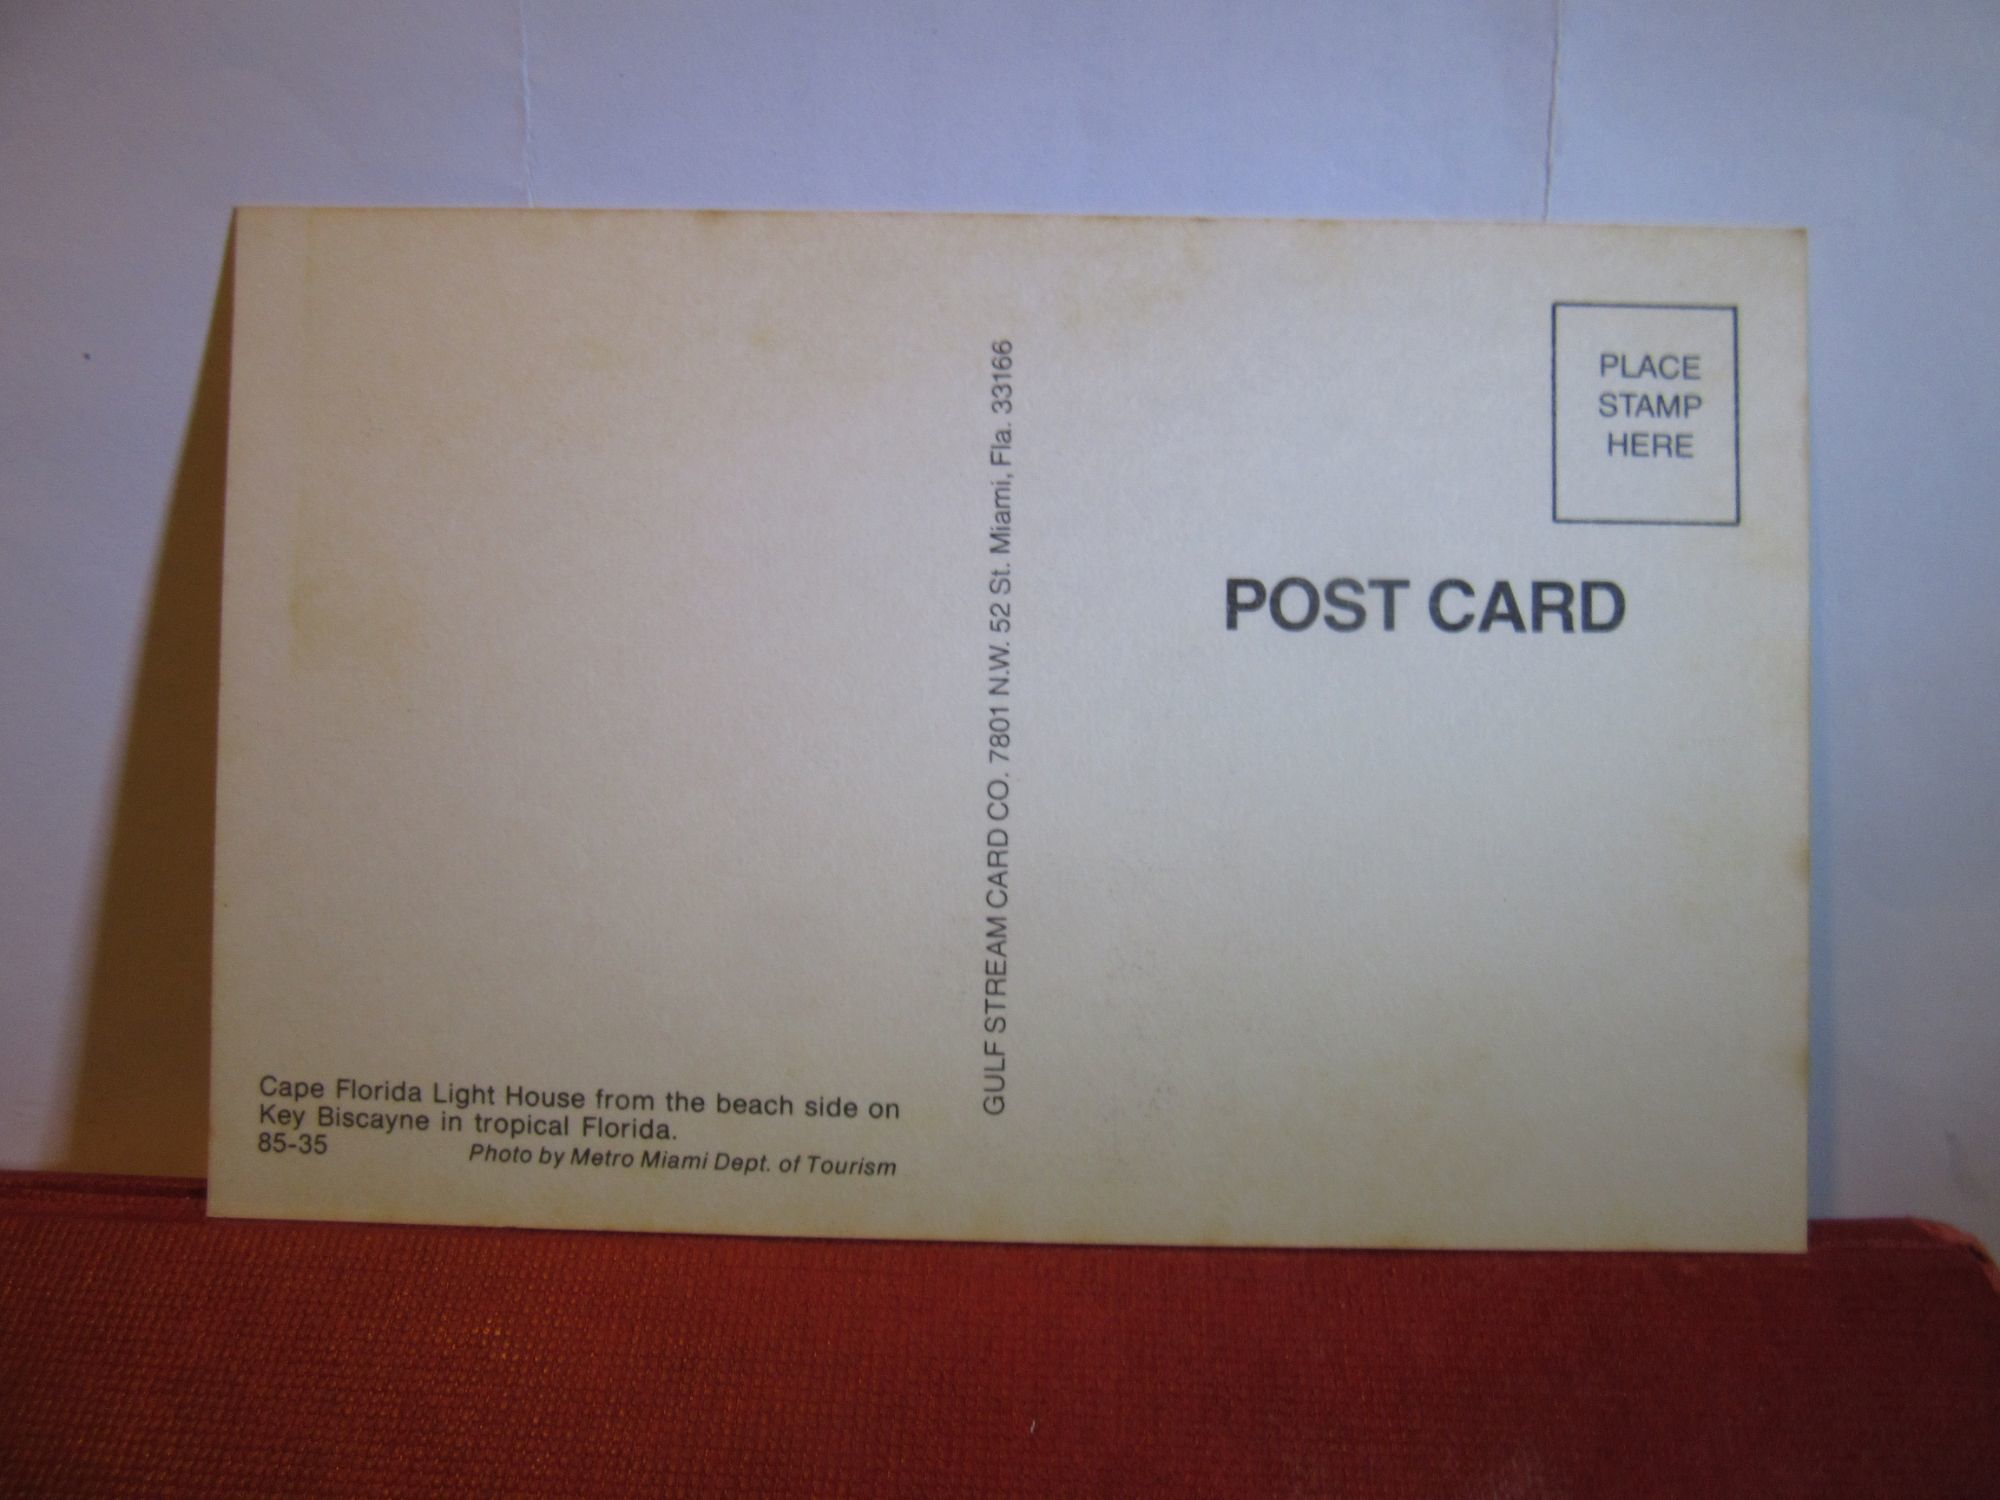 Cape Florida Light House from the beach side on
Key Biscayne in tropical Florida.
85-35 Photo by Metro Miami Dept. of Tourism
GULF STREAM CARD CO. 7801 N.W. 52 St. Miami, Fla. 33166
PLACE
STAMP
HERE
POST CARD